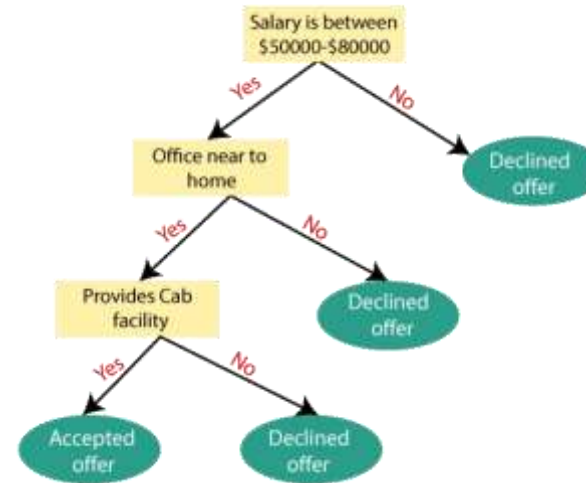 Salary is between
$50000-$80000
Yes
No
Office near to
home
Declined
offer
Yes
No
Provides Cab
facility
Declined
offer
Yes
No
Accepted
offer
Declined
offer